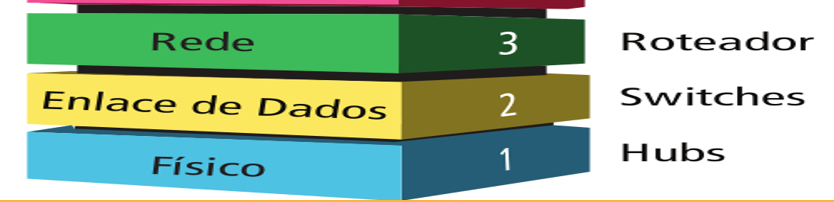 Rede 3 Roteador
Enlace de Dados 2 Switches
Físico 1 Hubs